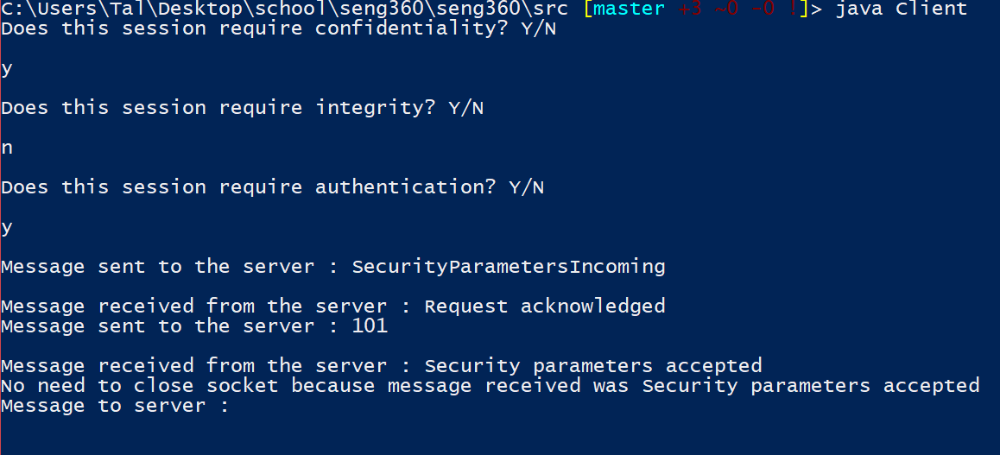 C:\Users\Tal\Desktop\school\seng360\seng360\src [master +3 ~0 -0 !]> java Client
Does this session require confidentiality? Y/N
y
Does this session require integrity? Y/N
n
Does this session require authentication? Y/N
y
Message sent to the server : SecurityParametersIncoming
Message received from the server : Request acknowledged
Message sent to the server : 101
Message received from the server : Security parameters accepted
No need to close socket because message received was Security parameters accepted
Message to server :